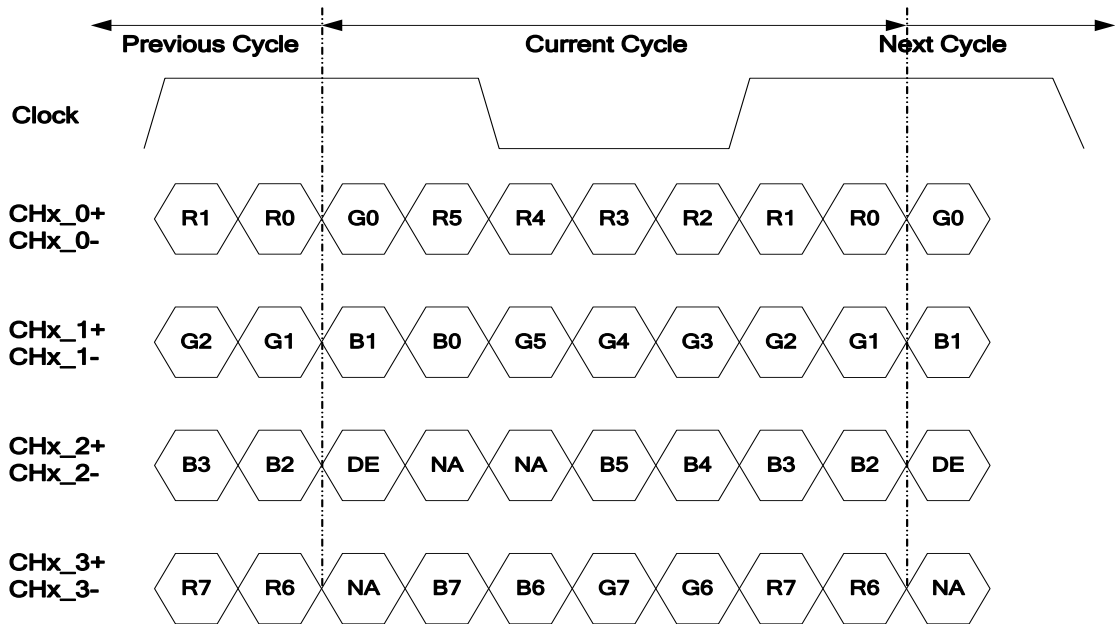 Previous Cycle Current Cycle Next Cycle
Clock
CHx_0+
CHx_0-
R1 R0 G0 R5 R4 R3 R2 R1 R0 G0
CHx_1+
CHx_1-
G2 G1 B1 B0 G5 G4 G3 G2 G1 B1
CHx_2+
CHx_2-
B3 B2 DE NA NA B5 B4 B3 B2 DE
CHx_3+
CHx_3-
R7 R6 NA B7 B6 G7 G6 R7 R6 NA